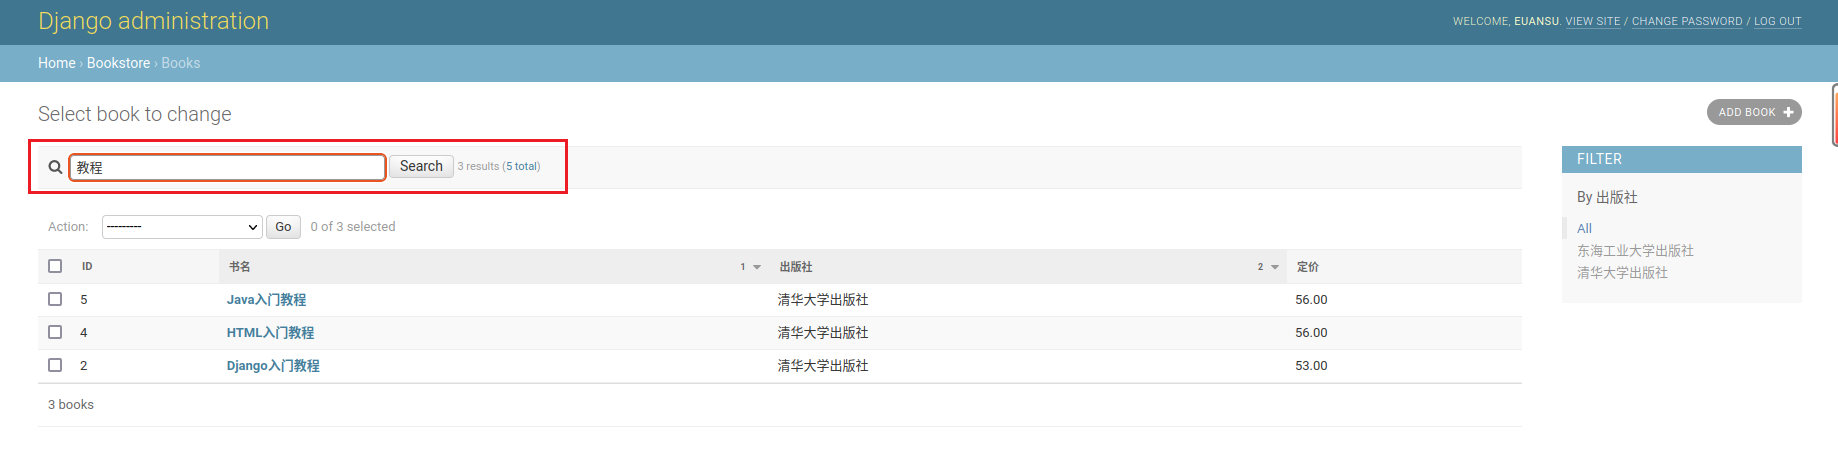 Django administration
WELCOME, EUANSU. VIEW SITE / CHANGE PASSWORD / LOG OUT
Home › Bookstore › Books
Select book to change
ADD BOOK
教程 Search 3 results (5 total)
Action: --------- Go 0 of 3 selected
ID 书名 1 出版社 2 定价
5 Java入门教程 清华大学出版社 56.00
4 HTML入门教程 清华大学出版社 56.00
2 Django入门教程 清华大学出版社 53.00
3 books
FILTER
By 出版社
All
东海工业大学出版社
清华大学出版社